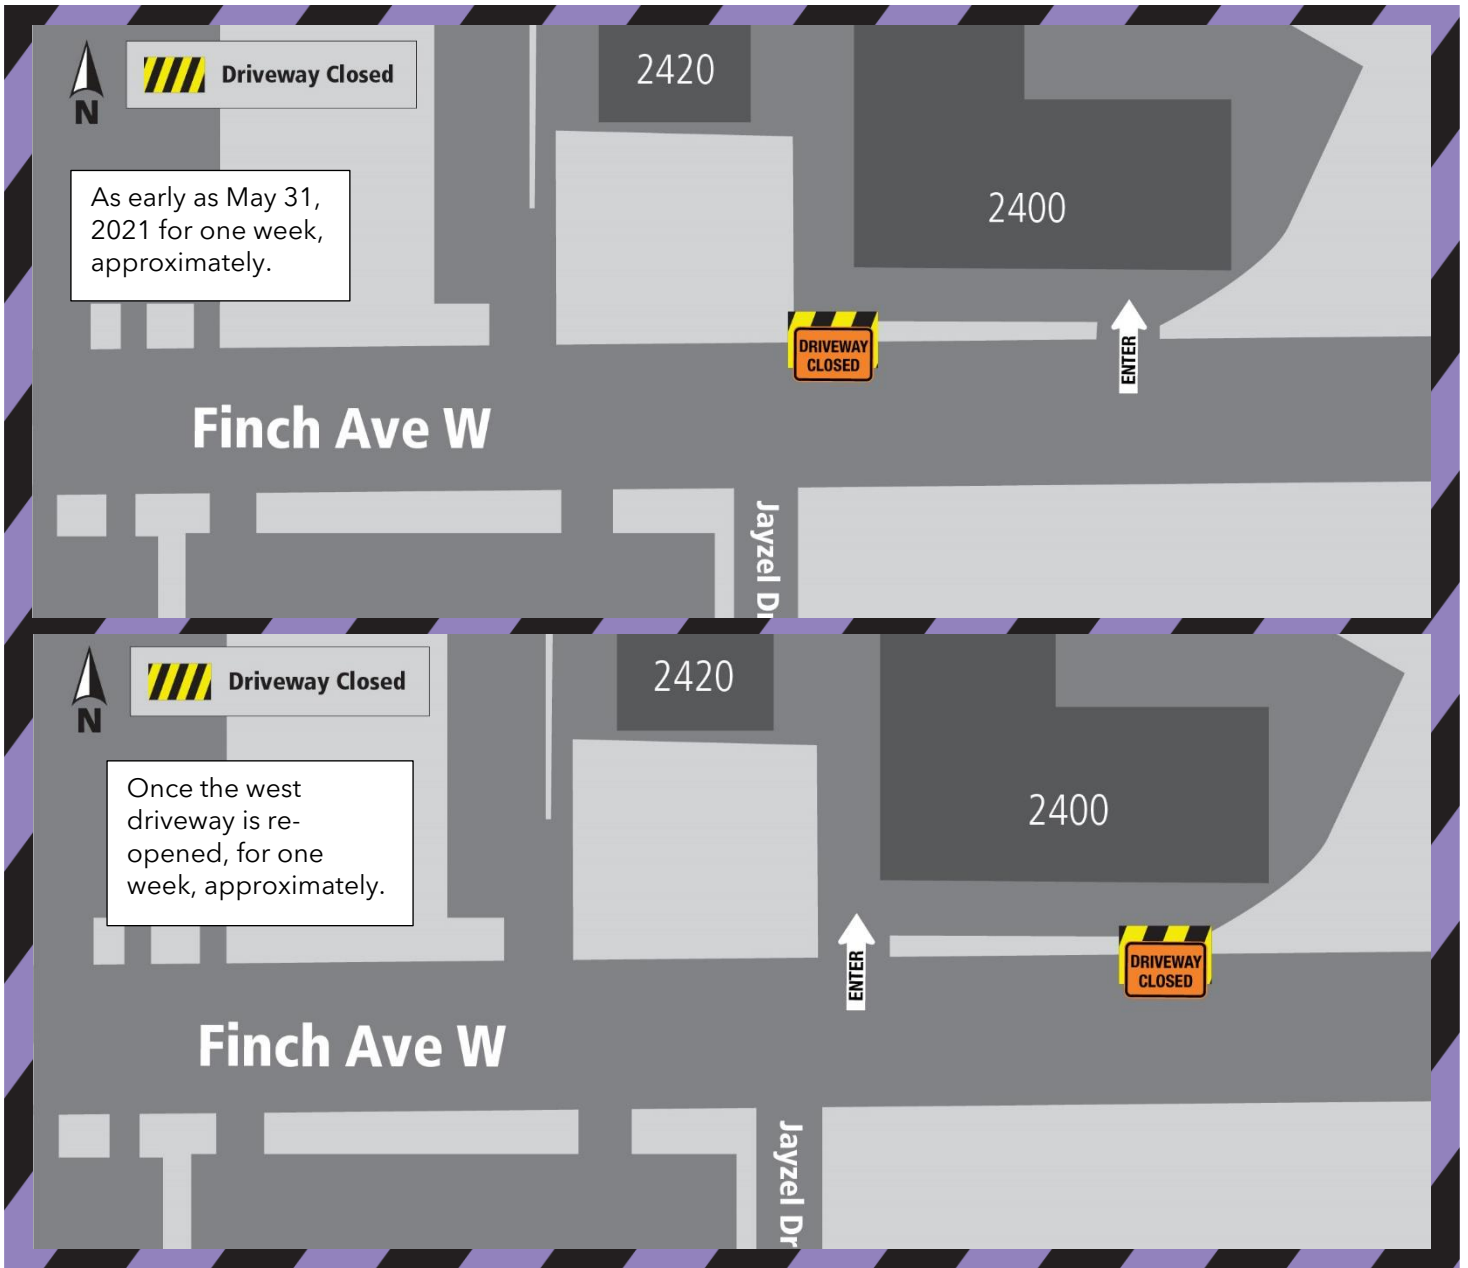 N
Driveway Closed
2420
As early as May 31,
2021 for one week,
approximately.
2400
DRIVEWAY
CLOSED
ENTER
Finch Ave W
Jayzel Dr
N
Driveway Closed
2420
Once the west
driveway is re-
opened, for one
week, approximately.
2400
ENTER
DRIVEWAY
CLOSED
Finch Ave W
Jayzel Dr